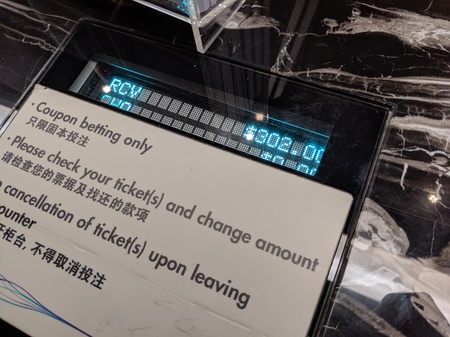 RCV $302.00
· Coupon betting only
只限固本投注
· Please check your ticket(s) and change amount
请检查您的票据及找还的款项
cancellation of ticket(s) upon leaving
ounter
柜台, 不得取消投注